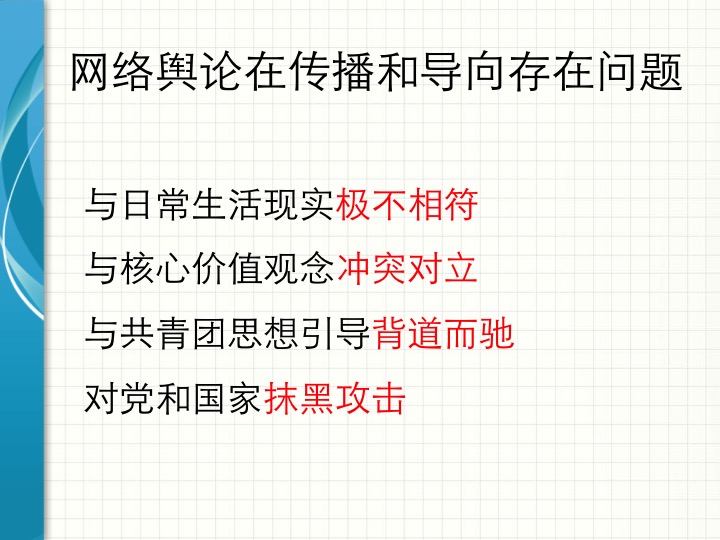 网络舆论在传播和导向存在问题
与日常生活现实极不相符
与核心价值观念冲突对立
与共青团思想引导背道而驰
对党和国家抹黑攻击